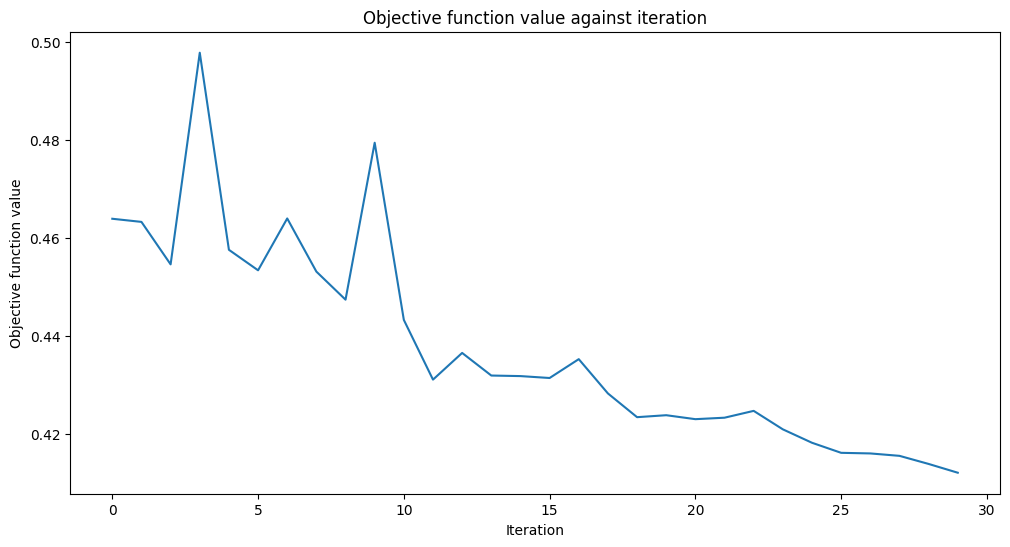 Objective function value against iteration
0.50
0.48
0.46
0.44
0.42
Objective function value
0 5 10 15 20 25 30
Iteration